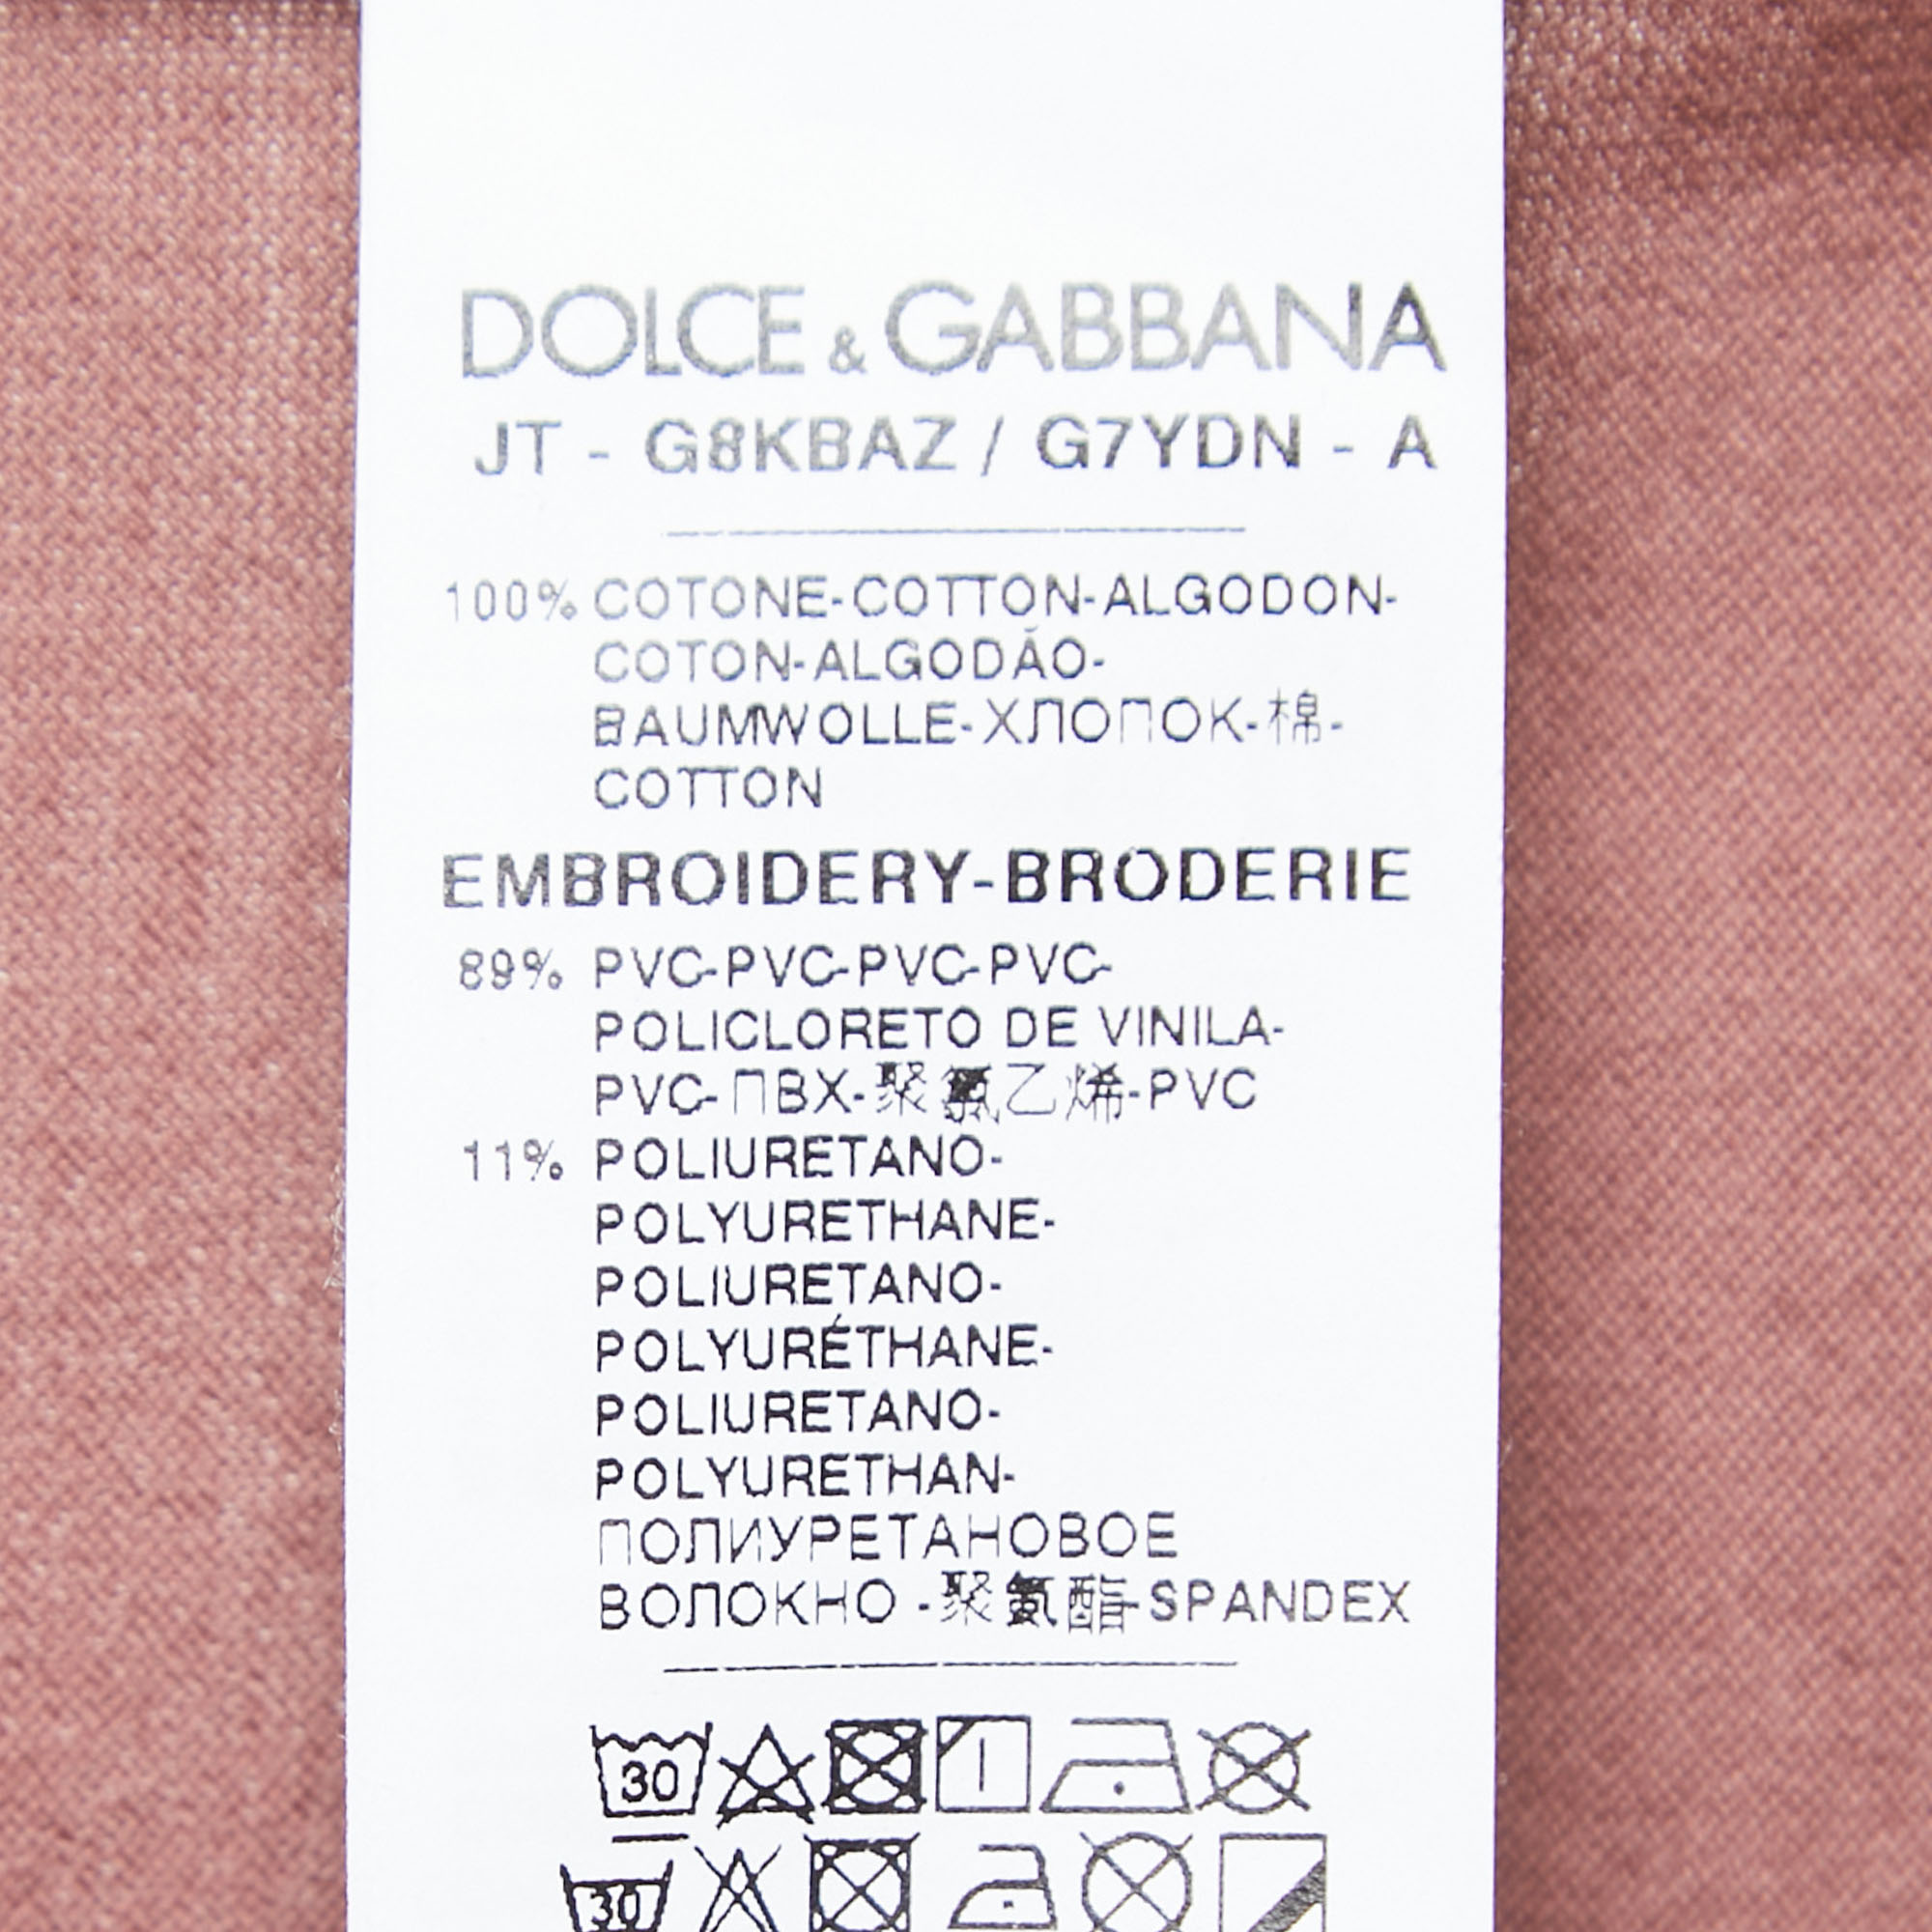 DOLCE & GABBANA
JT - G8KBAZ / G7YDN - A
100% COTONE-COTTON-ALGODON-
COTON-ALGODÃO-
BAUMWOLLE-ХЛОПОК-棉-
COTTON
EMBROIDERY-BRODERIE
89% PVC-PVC-PVC-PVC-
POLICLORETO DE VINILA-
PVC-ПВХ-聚氯乙烯-PVC
11% POLIURETANO-
POLYURETHANE-
POLIURETANO-
POLYURÉTHANE-
POLIURETANO-
POLYURETHAN-
ПОЛИУРЕТАНОВОЕ
ВОЛОКНО -聚氨酯-SPANDEX
30
30